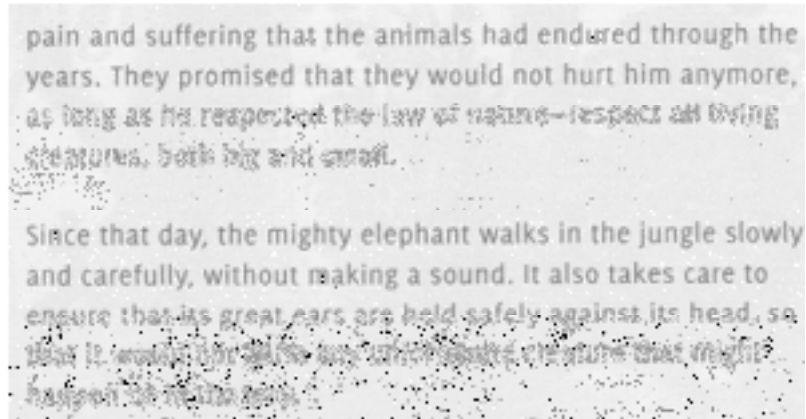 pain and suffering that the animals had endured through the
years. They promised that they would not hurt him anymore,
as long as he respected the law of nature–respect all living
creatures, both big and small.
Since that day, the mighty elephant walks in the jungle slowly
and carefully, without making a sound. It also takes care to
ensure that its great ears are held safely against its head, so
that it would not any creature that might
happen